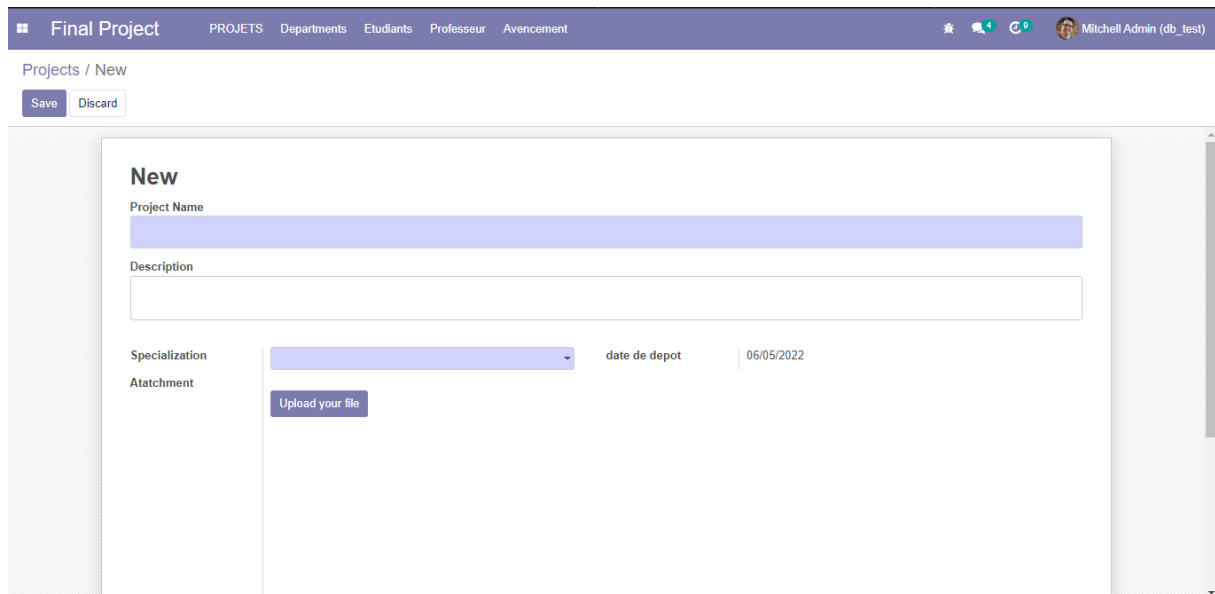 Final Project PROJETS Departments Etudiants Professeur Avencement 4 9 Mitchell Admin (db_test)
Projects / New
Save Discard
New
Project Name
Description
Specialization date de depot 06/05/2022
Atatchment
Upload your file